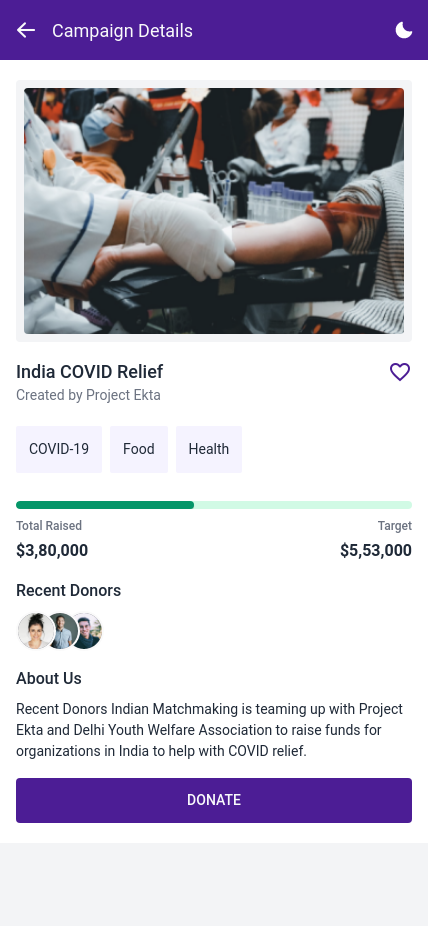 Campaign Details
India COVID Relief
Created by Project Ekta
COVID-19 Food Health
Total Raised Target
$3,80,000 $5,53,000
Recent Donors
About Us
Recent Donors Indian Matchmaking is teaming up with Project
Ekta and Delhi Youth Welfare Association to raise funds for
organizations in India to help with COVID relief.
DONATE